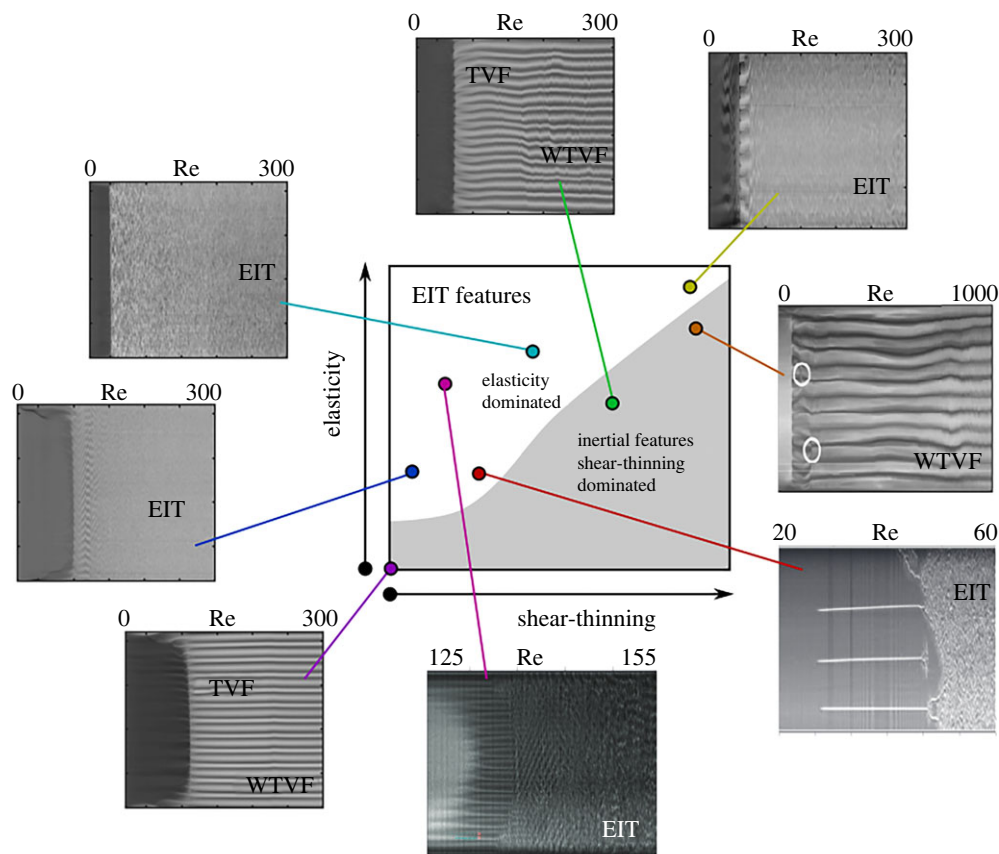 0 Re 300
TVF
WTVF
0 Re 300
EIT
0 Re 300
EIT
EIT features
elasticity
dominated
inertial features
shear-thinning
dominated
elasticity
shear-thinning
0 Re 1000
WTVF
0 Re 300
EIT
20 Re 60
EIT
0 Re 300
TVF
WTVF
125 Re 155
EIT